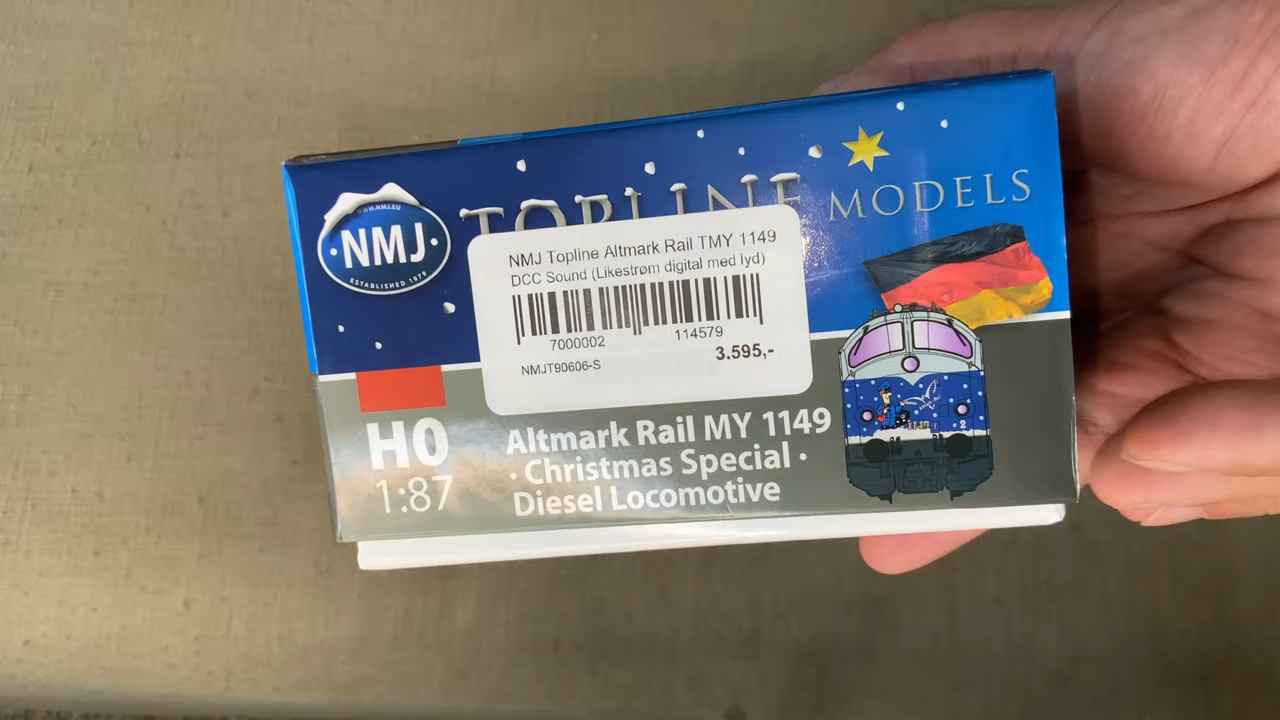 WWW.NMJ.EU
·NMJ·
ESTABLISHED 1979
TOPLINE MODELS
NMJ Topline Altmark Rail TMY 1149
DCC Sound (Likestrøm digital med lyd)
7000002 114579
NMJT90606-S 3.595,-
H0
1:87
Altmark Rail MY 1149
· Christmas Special ·
Diesel Locomotive
2